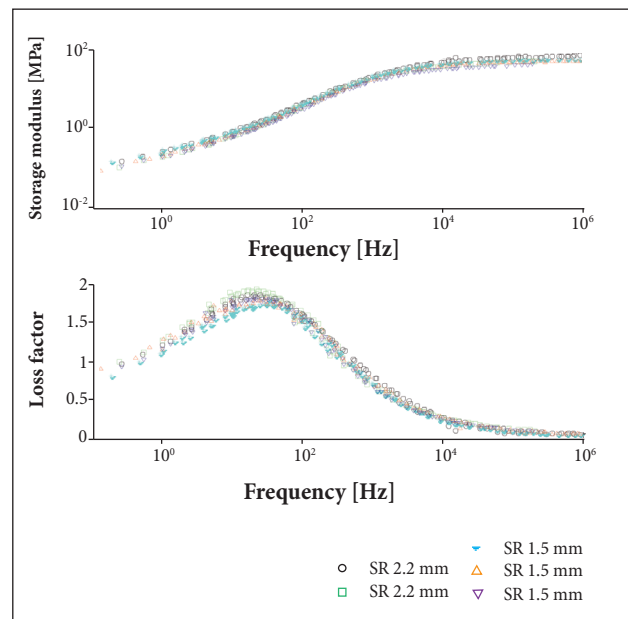 Storage modulus [MPa]
10²
10⁰
10⁻²
10⁰ 10² 10⁴ 10⁶
Frequency [Hz]
Loss factor
2
1.5
1
0.5
0
10⁰ 10² 10⁴ 10⁶
Frequency [Hz]
SR 2.2 mm
SR 2.2 mm
SR 1.5 mm
SR 1.5 mm
SR 1.5 mm